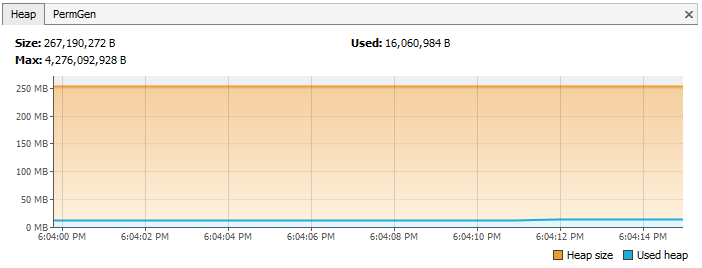 Heap PermGen
Size: 267,190,272 B Used: 16,060,984 B
Max: 4,276,092,928 B
250 MB
200 MB
150 MB
100 MB
50 MB
0 MB
6:04:00 PM 6:04:02 PM 6:04:04 PM 6:04:06 PM 6:04:08 PM 6:04:10 PM 6:04:12 PM 6:04:14 PM
Heap size Used heap